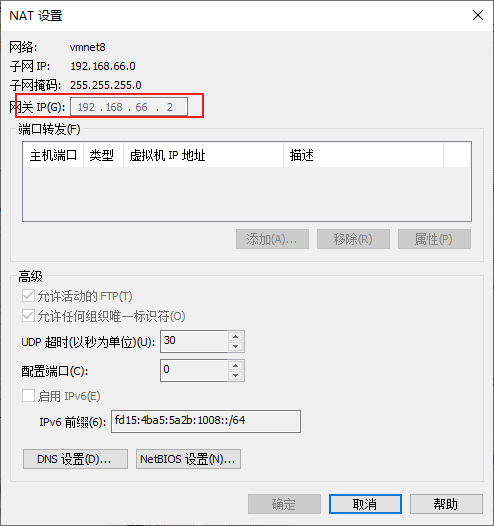 NAT 设置
网络: vmnet8
子网 IP: 192.168.66.0
子网掩码: 255.255.255.0
网关 IP(G): 192 . 168 . 66 . 2
端口转发(F)
主机端口 类型 虚拟机 IP 地址 描述
添加(A)... 移除(R) 属性(P)
高级
允许活动的 FTP(T)
允许任何组织唯一标识符(O)
UDP 超时(以秒为单位)(U): 30
配置端口(C): 0
启用 IPv6(E)
IPv6 前缀(6): fd15:4ba5:5a2b:1008::/64
DNS 设置(D)... NetBIOS 设置(N)...
确定 取消 帮助